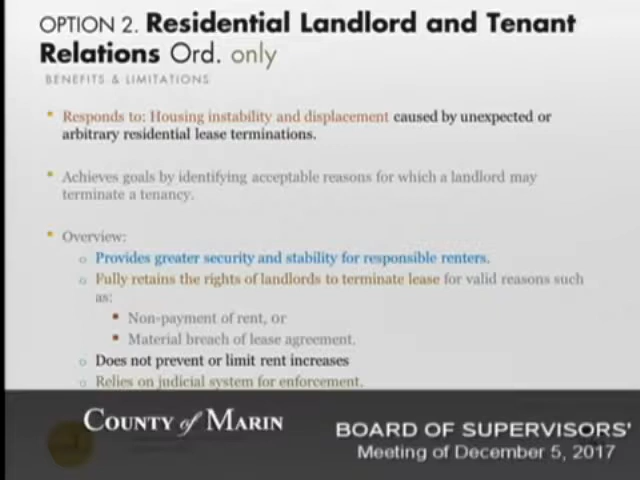 OPTION 2. Residential Landlord and Tenant
Relations Ord. only
BENEFITS & LIMITATIONS
Responds to: Housing instability and displacement caused by unexpected or
arbitrary residential lease terminations.
Achieves goals by identifying acceptable reasons for which a landlord may
terminate a tenancy.
Overview:
Provides greater security and stability for responsible renters.
Fully retains the rights of landlords to terminate lease for valid reasons such
as:
Non-payment of rent, or
Material breach of lease agreement.
Does not prevent or limit rent increases
Relies on judicial system for enforcement.
COUNTY of MARIN
BOARD OF SUPERVISORS'
Meeting of December 5, 2017